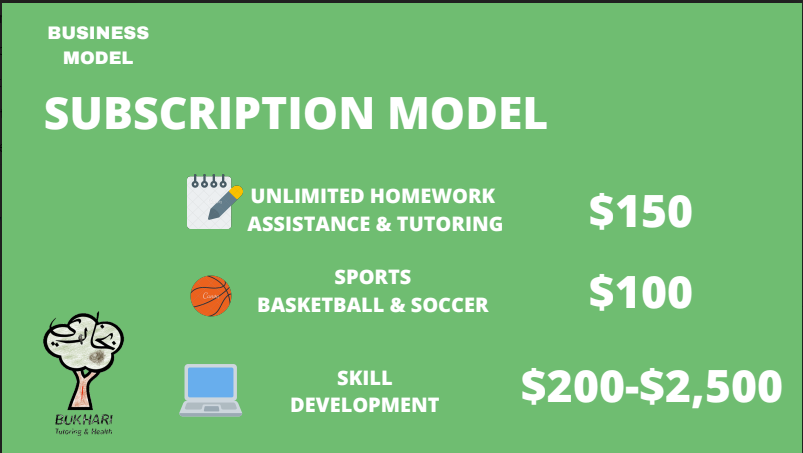 BUSINESS
MODEL
SUBSCRIPTION MODEL
UNLIMITED HOMEWORK
ASSISTANCE & TUTORING
$150
SPORTS
BASKETBALL & SOCCER
$100
SKILL
DEVELOPMENT
$200-$2,500
BUKHARI
Tutoring & Health